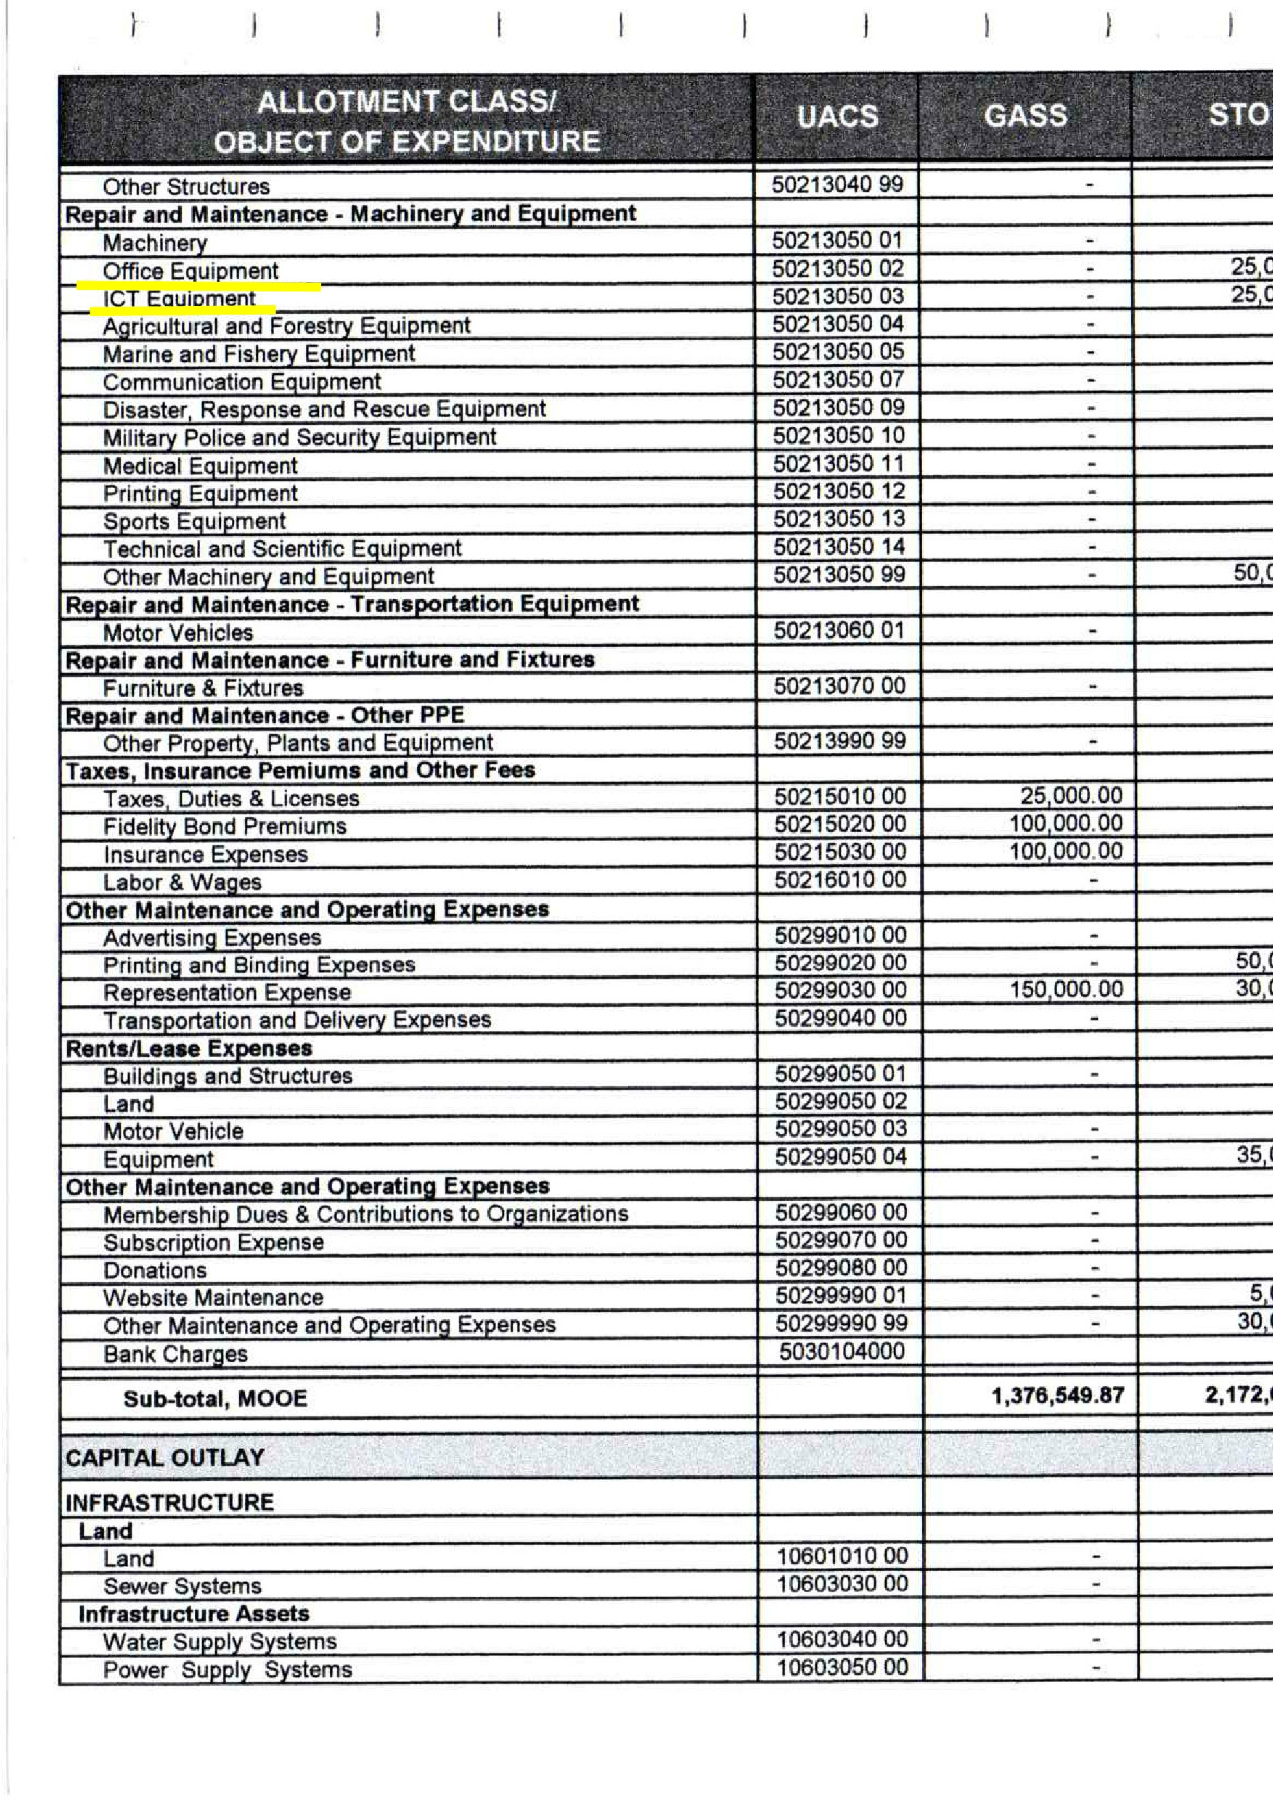 ALLOTMENT CLASS/
OBJECT OF EXPENDITURE UACS GASS STO
Other Structures 50213040 99 -
Repair and Maintenance - Machinery and Equipment
Machinery 50213050 01 -
Office Equipment 50213050 02 - 25,0
ICT Equipment 50213050 03 - 25,0
Agricultural and Forestry Equipment 50213050 04 -
Marine and Fishery Equipment 50213050 05 -
Communication Equipment 50213050 07 -
Disaster, Response and Rescue Equipment 50213050 09 -
Military Police and Security Equipment 50213050 10 -
Medical Equipment 50213050 11 -
Printing Equipment 50213050 12 -
Sports Equipment 50213050 13 -
Technical and Scientific Equipment 50213050 14 -
Other Machinery and Equipment 50213050 99 - 50,0
Repair and Maintenance - Transportation Equipment
Motor Vehicles 50213060 01 -
Repair and Maintenance - Furniture and Fixtures
Furniture & Fixtures 50213070 00 -
Repair and Maintenance - Other PPE
Other Property, Plants and Equipment 50213990 99 -
Taxes, Insurance Pemiums and Other Fees
Taxes, Duties & Licenses 50215010 00 25,000.00
Fidelity Bond Premiums 50215020 00 100,000.00
Insurance Expenses 50215030 00 100,000.00
Labor & Wages 50216010 00 -
Other Maintenance and Operating Expenses
Advertising Expenses 50299010 00 -
Printing and Binding Expenses 50299020 00 - 50,0
Representation Expense 50299030 00 150,000.00 30,0
Transportation and Delivery Expenses 50299040 00 -
Rents/Lease Expenses
Buildings and Structures 50299050 01 -
Land 50299050 02
Motor Vehicle 50299050 03 -
Equipment 50299050 04 - 35,0
Other Maintenance and Operating Expenses
Membership Dues & Contributions to Organizations 50299060 00 -
Subscription Expense 50299070 00 -
Donations 50299080 00 -
Website Maintenance 50299990 01 - 5,0
Other Maintenance and Operating Expenses 50299990 99 - 30,0
Bank Charges 5030104000
Sub-total, MOOE 1,376,549.87 2,172,0
CAPITAL OUTLAY
INFRASTRUCTURE
Land
Land 10601010 00 -
Sewer Systems 10603030 00 -
Infrastructure Assets
Water Supply Systems 10603040 00 -
Power Supply Systems 10603050 00 -